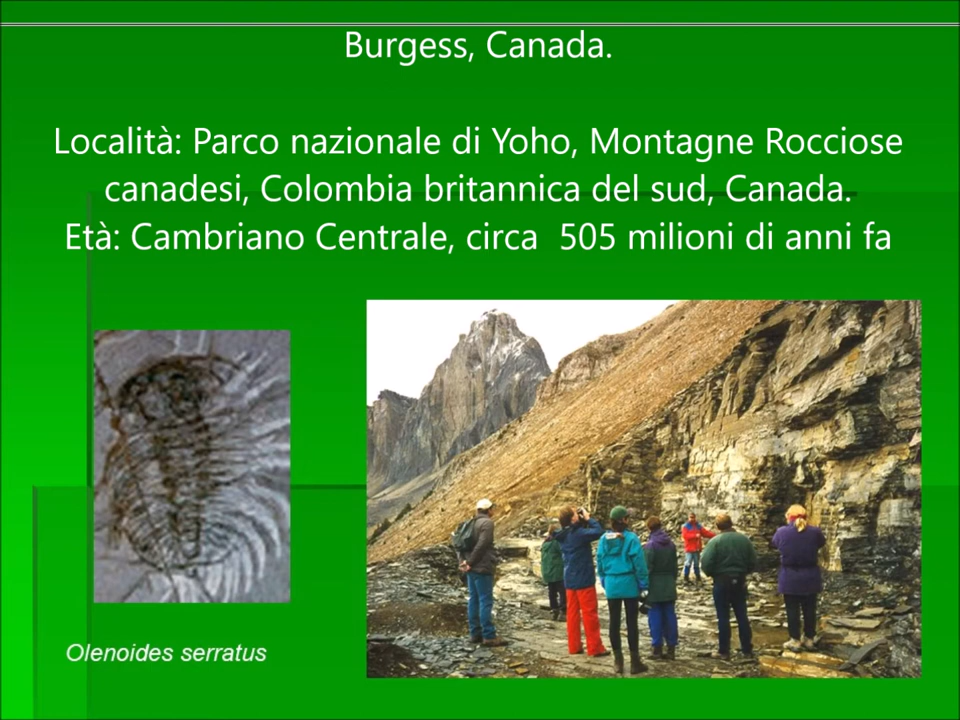 Burgess, Canada.
Località: Parco nazionale di Yoho, Montagne Rocciose
canadesi, Colombia britannica del sud, Canada.
Età: Cambriano Centrale, circa  505 milioni di anni fa
Olenoides serratus